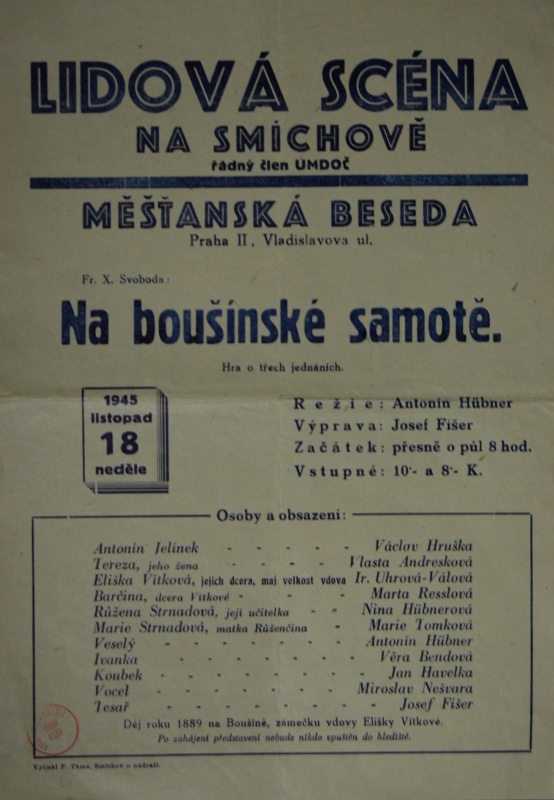 LIDOVÁ SCÉNA
NA SMÍCHOVĚ
řádný člen ÚMDOČ
MĚŠŤANSKÁ BESEDA
Praha II, Vladislavova ul.
Fr. X. Svoboda:
Na boušínské samotě.
Hra o třech jednáních.
1945
listopad
18
neděle
Režie: Antonín Hübner
Výprava: Josef Fišer
Začátek: přesně o půl 8 hod.
Vstupné: 10·- a 8·- K.
Osoby a obsazení:
Antonín Jelínek - - - - - Václav Hruška
Tereza, jeho žena - - - - - Vlasta Andresková
Eliška Vítková, jejich dcera, maj velkost vdova Ir. Uhrová-Válová
Barčina, dcera Vítkové - - - - Marta Resslová
Růžena Strnadová, její učitelka - - Nina Hübnerová
Marie Strnadová, matka Růženčina - Marie Tomková
Veselý - - - - - - Antonín Hübner
Ivanka - - - - - - Věra Bendová
Koubek - - - - - - Jan Havelka
Vocel - - - - - - Miroslav Nešvara
Tesař - - - - - - Josef Fišer
Děj roku 1889 na Boušíně, zámečku vdovy Elišky Vítkové.
Po zahájení představení nebude nikdo vpuštěn do hlediště.
Vytiskl F. Tůma, Smíchov u nádraží.